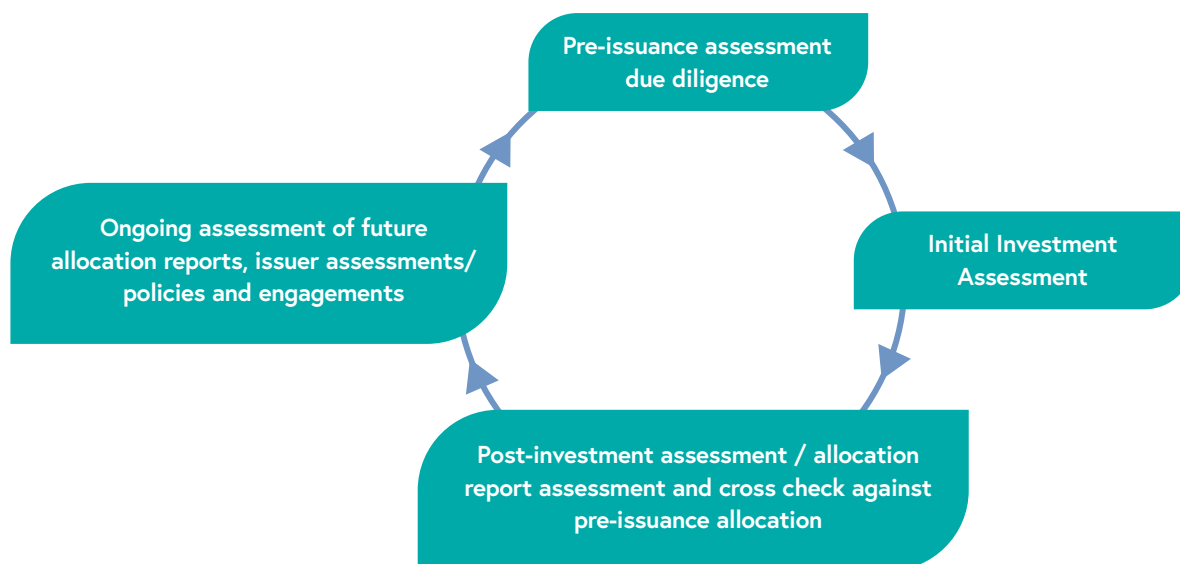 Pre-issuance assessment
due diligence
Initial Investment
Assessment
Post-investment assessment / allocation
report assessment and cross check against
pre-issuance allocation
Ongoing assessment of future
allocation reports, issuer assessments/
policies and engagements